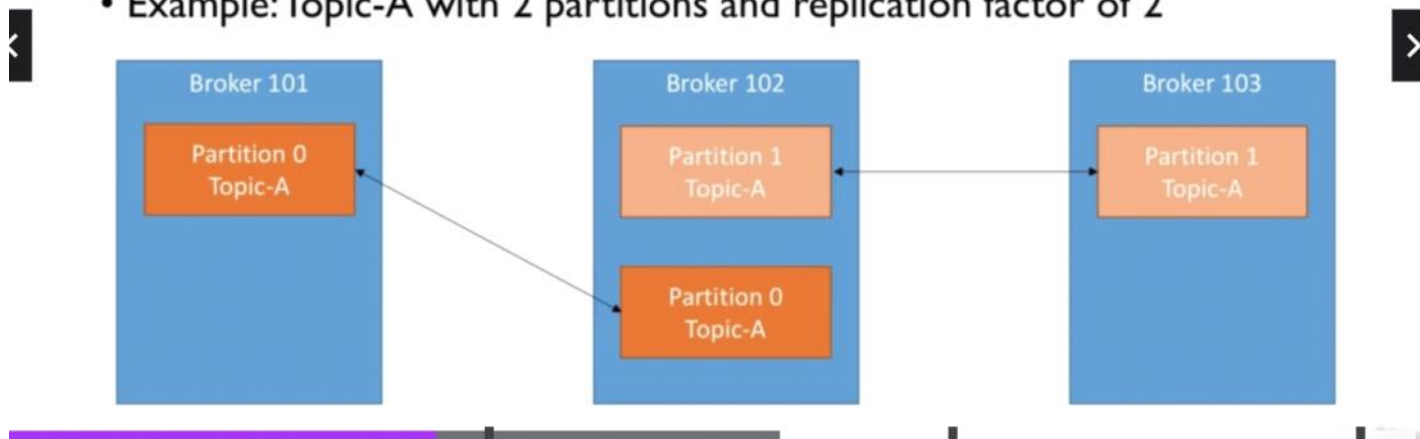 • Example: Topic-A with 2 partitions and replication factor of 2
Broker 101
Partition 0
Topic-A
Broker 102
Partition 1
Topic-A
Partition 0
Topic-A
Broker 103
Partition 1
Topic-A